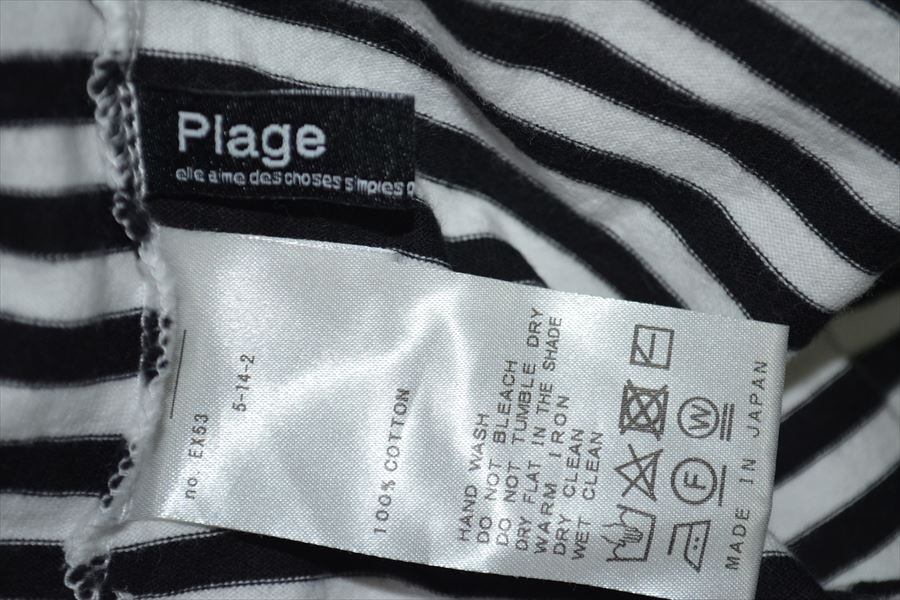 Plage
elle aime des choses simples
no. EX53
5-14-2
100% COTTON
HAND WASH
DO NOT BLEACH
DO NOT TUMBLE DRY
DRY FLAT IN THE SHADE
WARM IRON
DRY CLEAN
WET CLEAN
F
W
MADE IN JAPAN